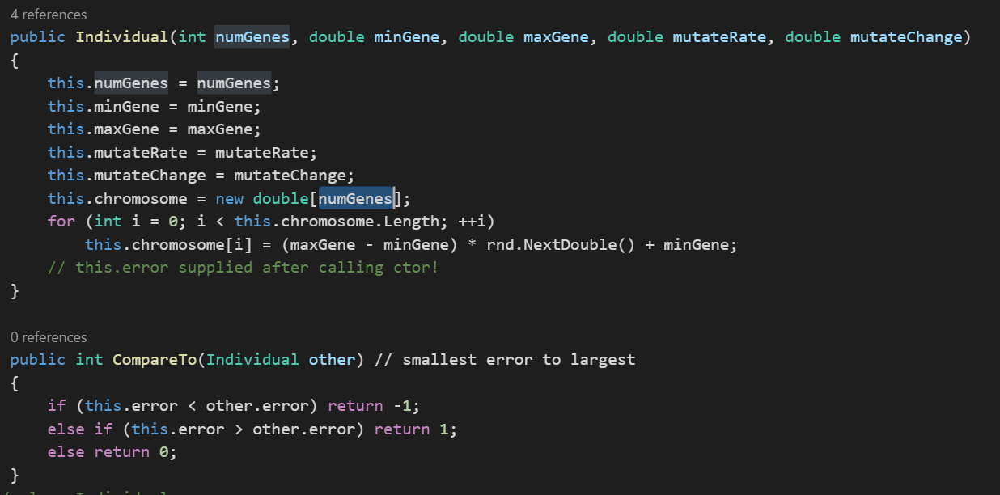 4 references
public Individual(int numGenes, double minGene, double maxGene, double mutateRate, double mutateChange)
{
    this.numGenes = numGenes;
    this.minGene = minGene;
    this.maxGene = maxGene;
    this.mutateRate = mutateRate;
    this.mutateChange = mutateChange;
    this.chromosome = new double[numGenes];
    for (int i = 0; i < this.chromosome.Length; ++i)
        this.chromosome[i] = (maxGene - minGene) * rnd.NextDouble() + minGene;
    // this.error supplied after calling ctor!
}
0 references
public int CompareTo(Individual other) // smallest error to largest
{
    if (this.error < other.error) return -1;
    else if (this.error > other.error) return 1;
    else return 0;
}